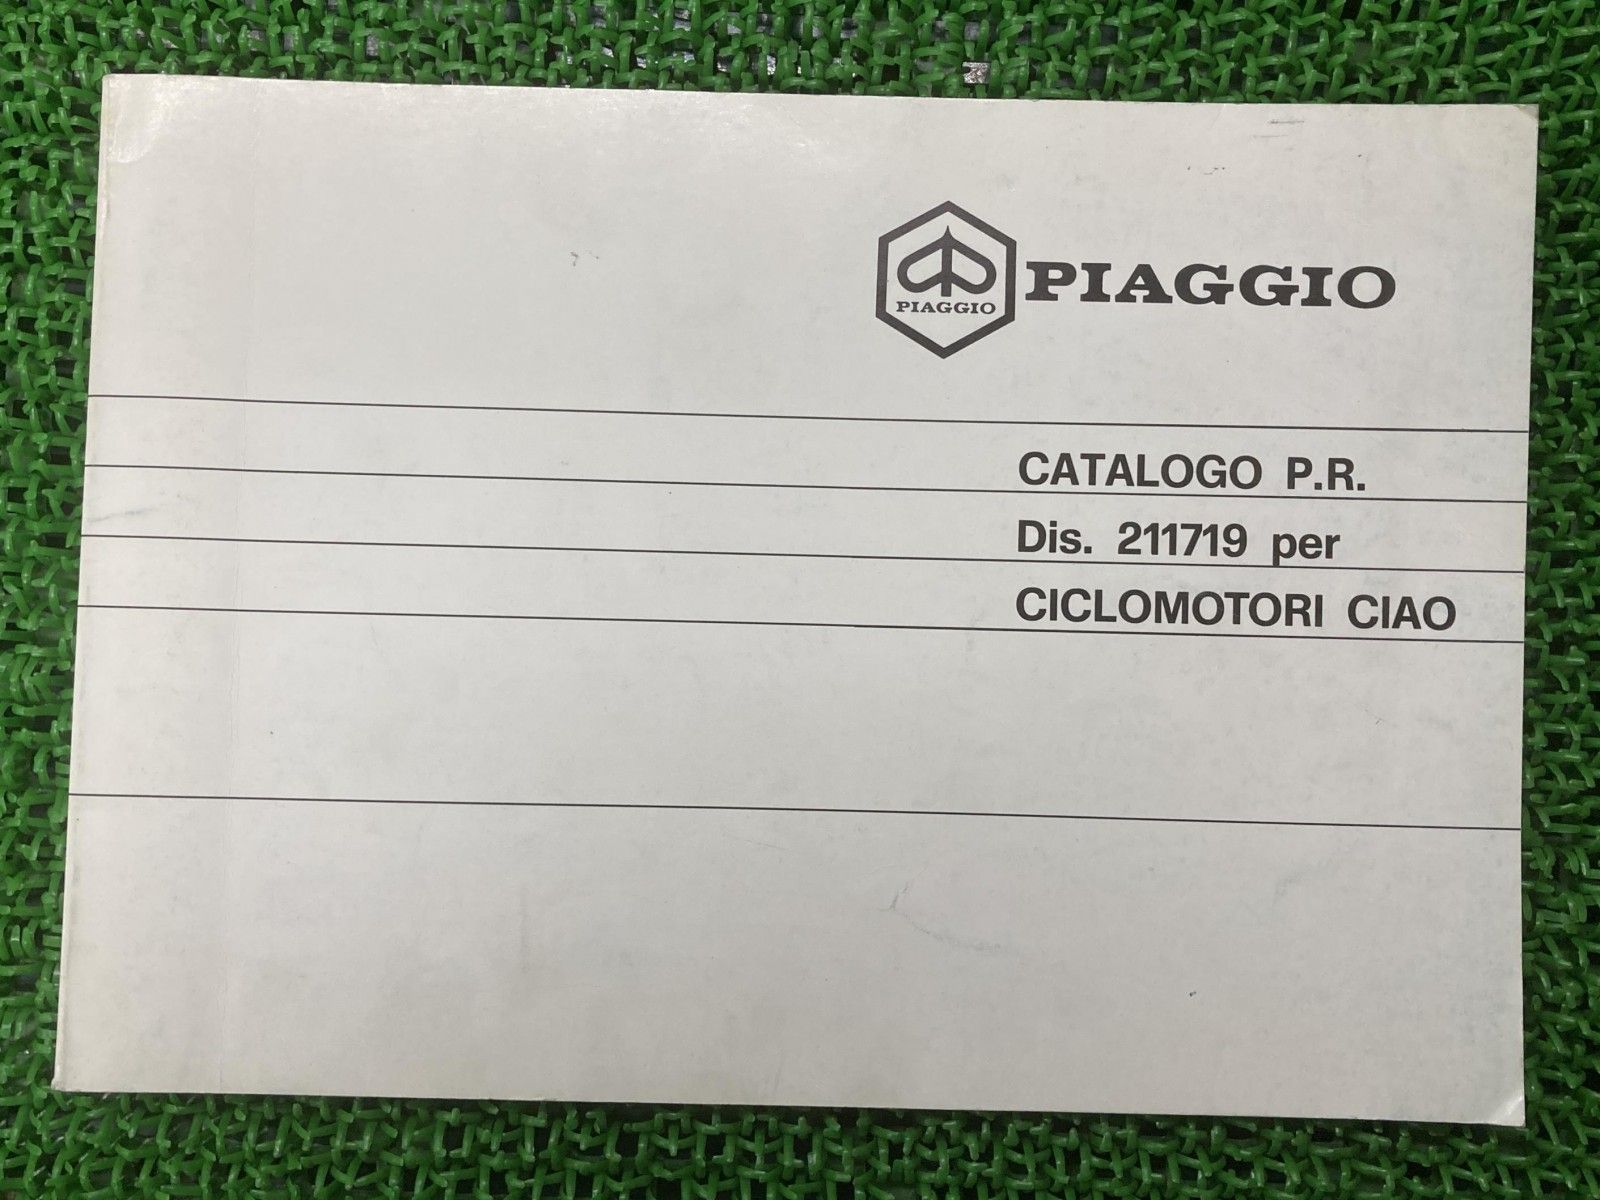 PIAGGIO
PIAGGIO
CATALOGO P.R.
Dis. 211719 per
CICLOMOTORI CIAO